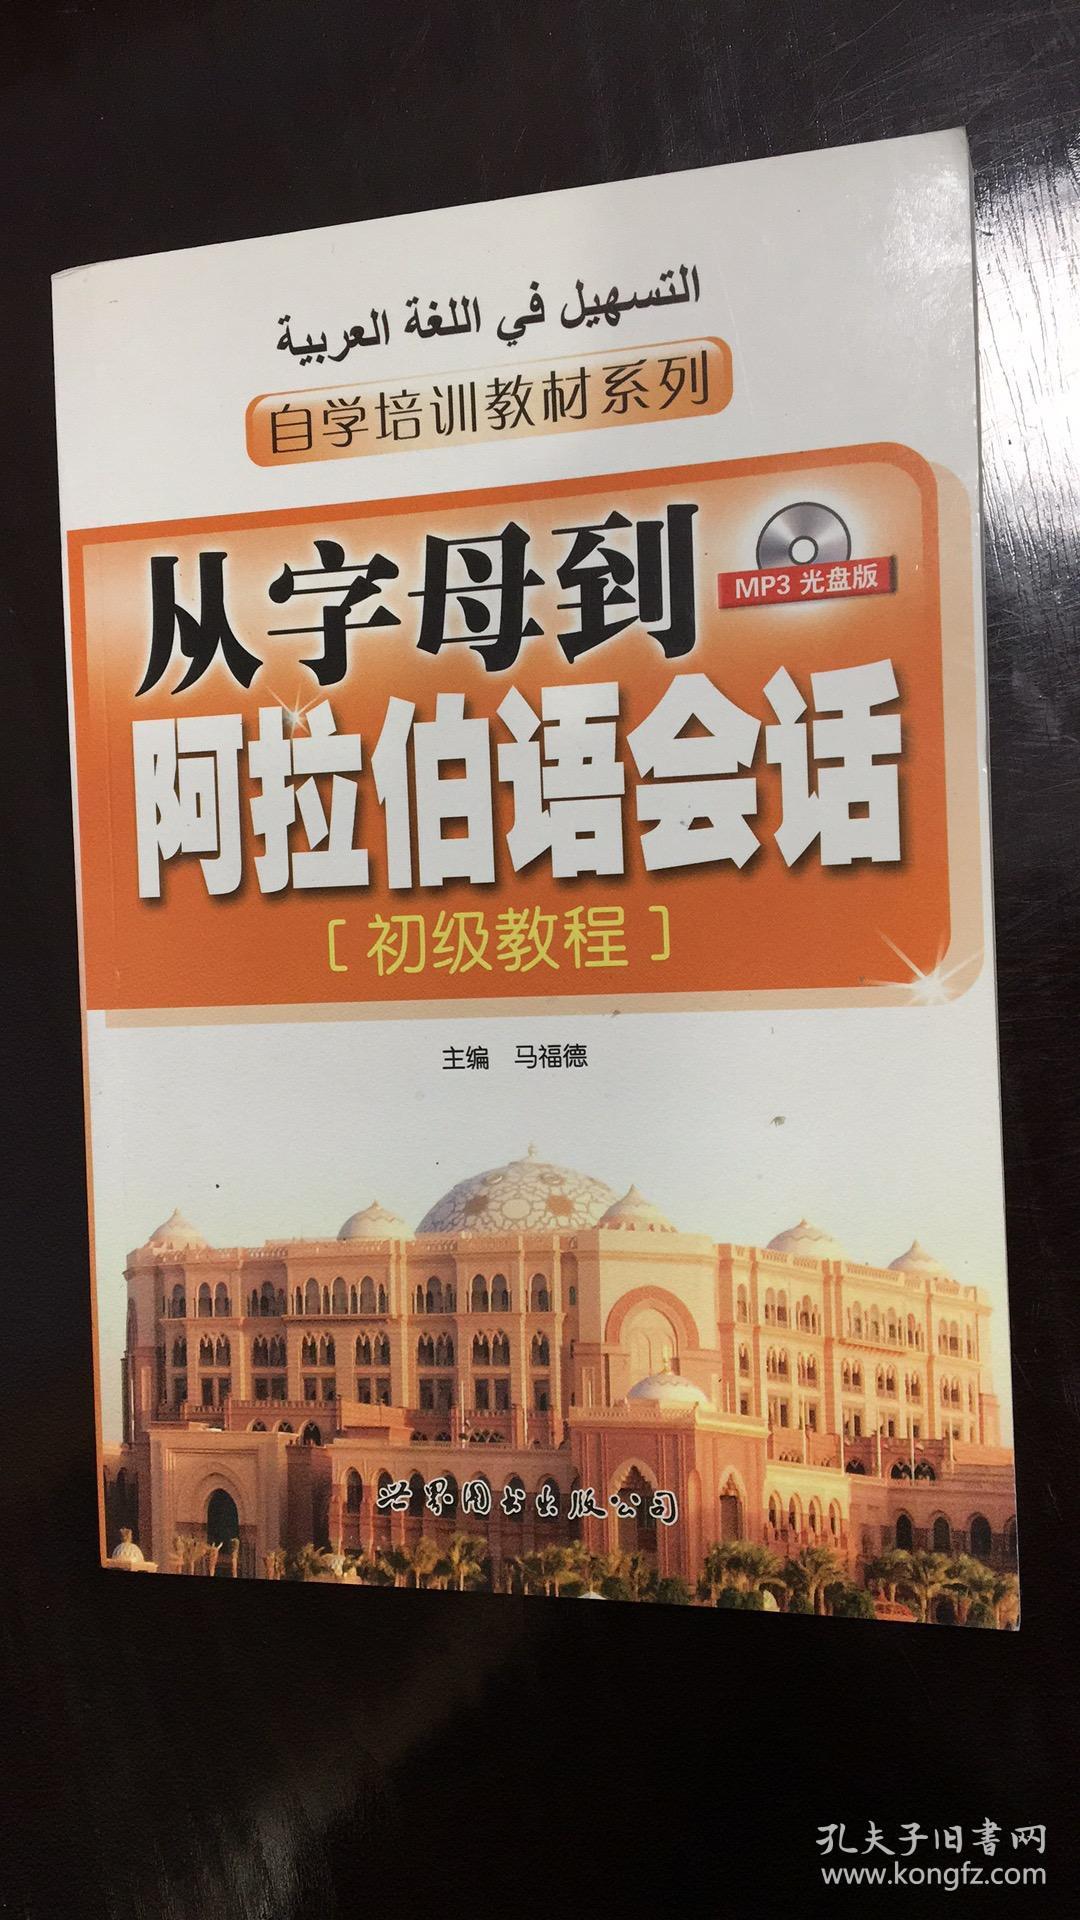 التسهيل في اللغة العربية
自学培训教材系列
从字母到
MP3 光盘版
阿拉伯语会话
[初级教程]
主编 马福德
世界图书出版公司
孔夫子旧書网
www.kongfz.com